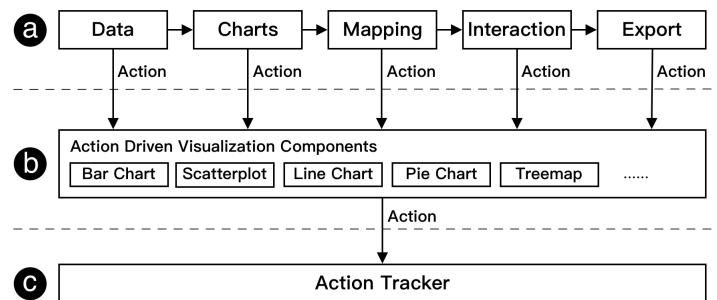 a Data Charts Mapping Interaction Export
Action Action Action Action Action
b Action Driven Visualization Components
Bar Chart Scatterplot Line Chart Pie Chart Treemap ......
Action
c Action Tracker